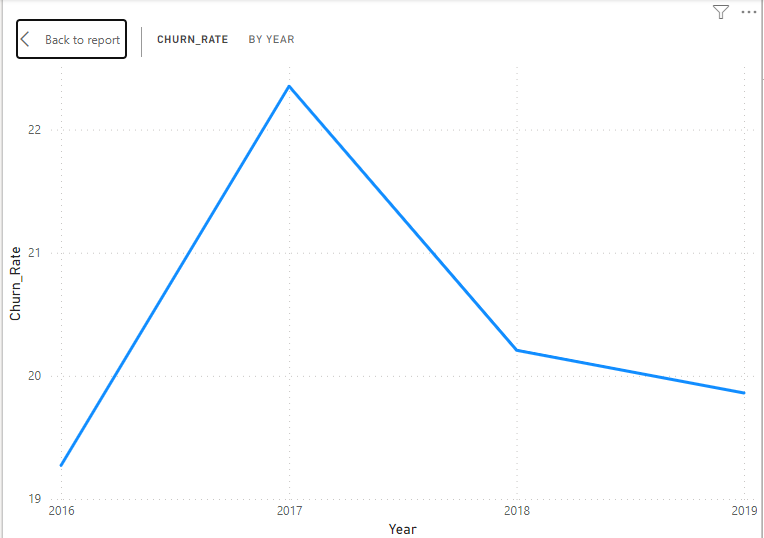 Back to report
CHURN_RATE BY YEAR
22
21
20
19
Churn_Rate
2016 2017 2018 2019
Year